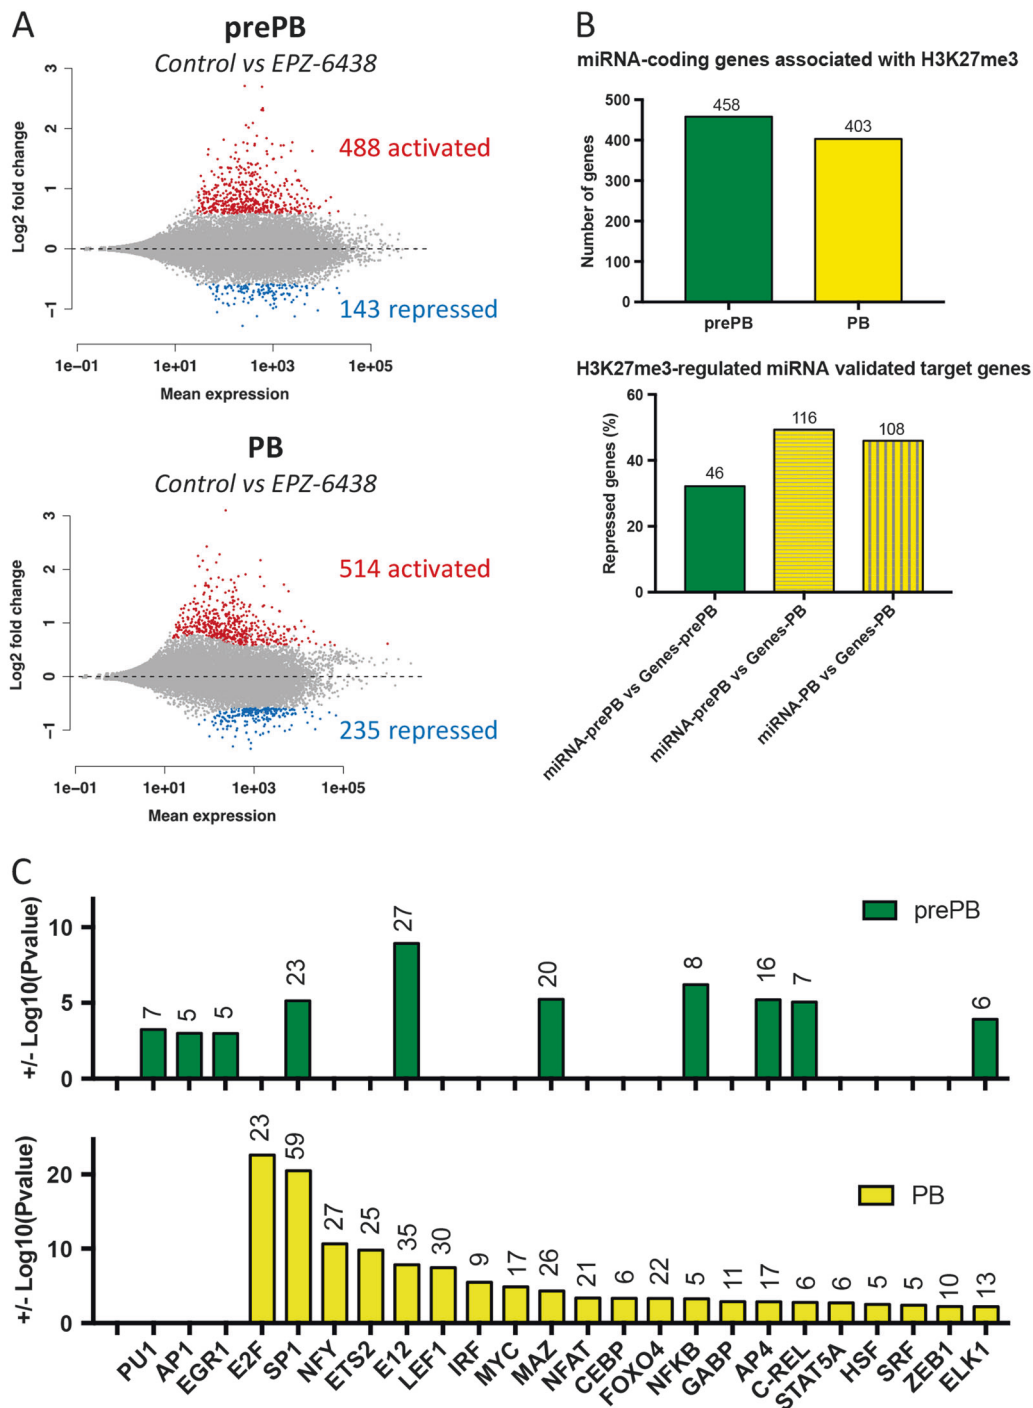 A
prePB
Control vs EPZ-6438
3
2
1
0
−1
Log2 fold change
488 activated
143 repressed
1e−01
1e+01
1e+03
1e+05
Mean expression
PB
Control vs EPZ-6438
3
2
1
0
−1
Log2 fold change
514 activated
235 repressed
1e−01
1e+01
1e+03
1e+05
Mean expression
B
miRNA-coding genes associated with H3K27me3
500
400
300
200
100
0
Number of genes
458
403
prePB
PB
H3K27me3-regulated miRNA validated target genes
60
40
20
0
Repressed genes (%)
46
116
108
miRNA-prePB vs Genes-prePB
miRNA-prePB vs Genes-PB
miRNA-PB vs Genes-PB
C
+/- Log10(Pvalue)
10
5
0
7
5
5
23
27
20
8
16
7
6
prePB
+/- Log10(Pvalue)
20
10
0
23
59
27
25
35
30
9
17
26
21
6
22
5
11
17
6
6
5
5
10
13
PB
PU1
AP1
EGR1
E2F
SP1
NFY
ETS2
E12
LEF1
IRF
MYC
MAZ
NFAT
CEBP
FOXO4
NFKB
GABP
AP4
C-REL
STAT5A
HSF
SRF
ZEB1
ELK1